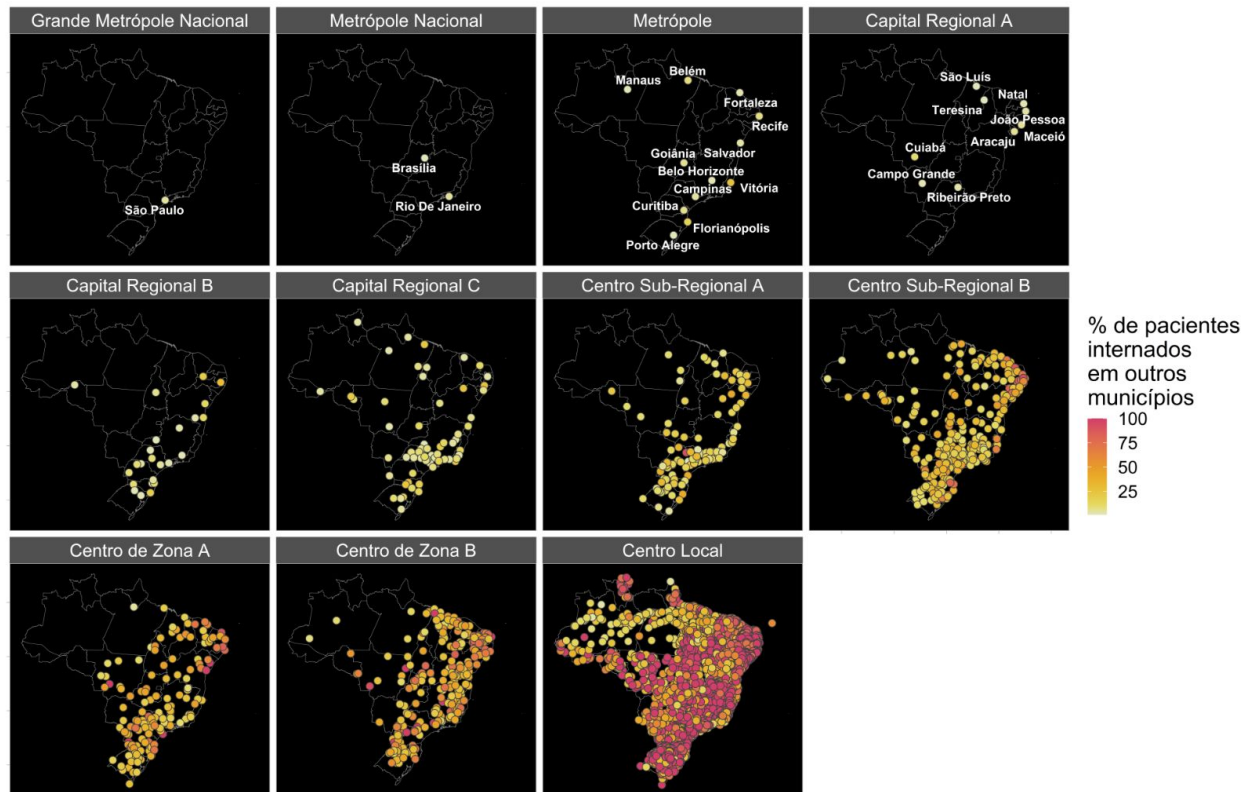 Grande Metrópole Nacional
Metrópole Nacional
Metrópole
Capital Regional A
São Paulo
Brasília
Rio De Janeiro
Manaus
Belém
Fortaleza
Recife
Goiânia
Salvador
Belo Horizonte
Campinas
Vitória
Curitiba
Florianópolis
Porto Alegre
São Luís
Natal
Teresina
João Pessoa
Aracaju
Maceió
Cuiabá
Campo Grande
Ribeirão Preto
Capital Regional B
Capital Regional C
Centro Sub-Regional A
Centro Sub-Regional B
% de pacientes
internados
em outros
municípios
100
75
50
25
Centro de Zona A
Centro de Zona B
Centro Local